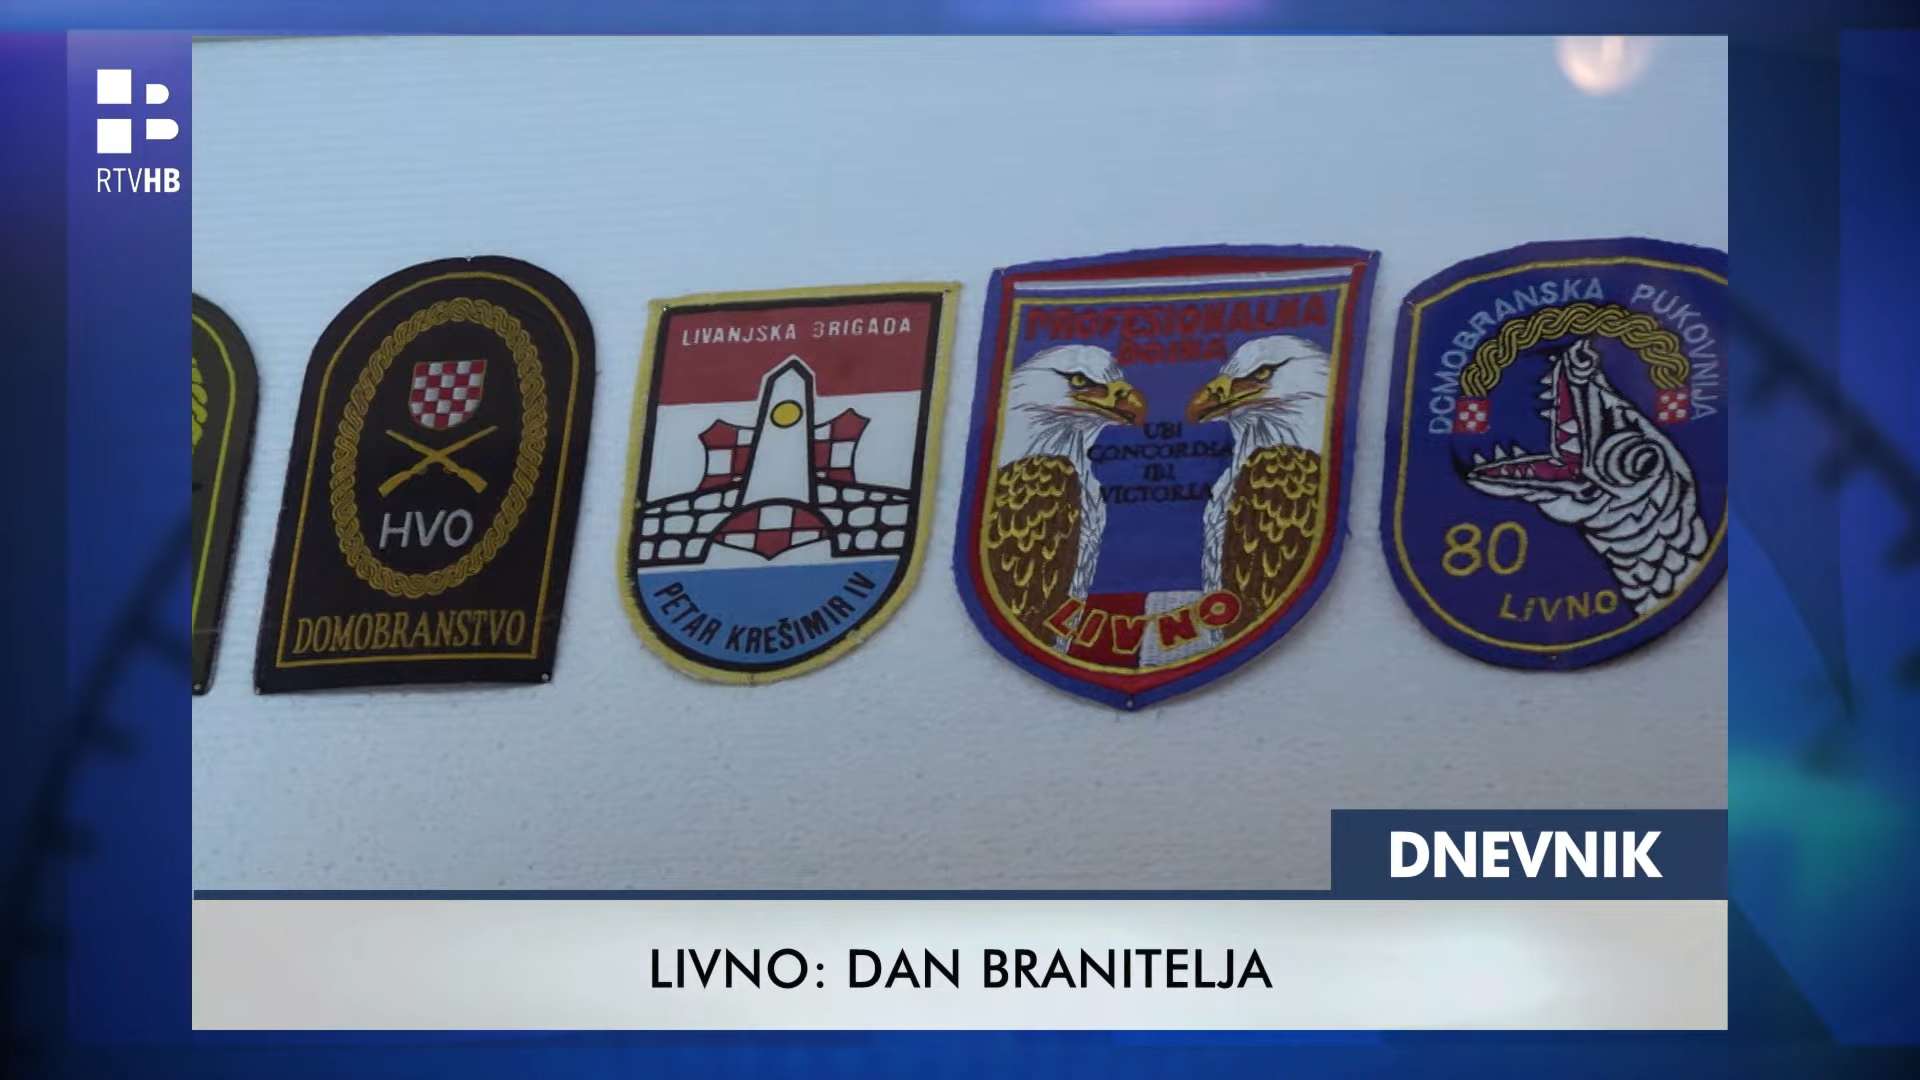 RTVHB
HVO
DOMOBRANSTVO
LIVANJSKA BRIGADA
PETAR KREŠIMIR IV
PROFESIONALNA
BOJNA
UBI
CONCORDIA
IBI
VICTORIA
LIVNO
DOMOBRANSKA PUKOVNIJA
80
LIVNO
DNEVNIK
LIVNO: DAN BRANITELJA